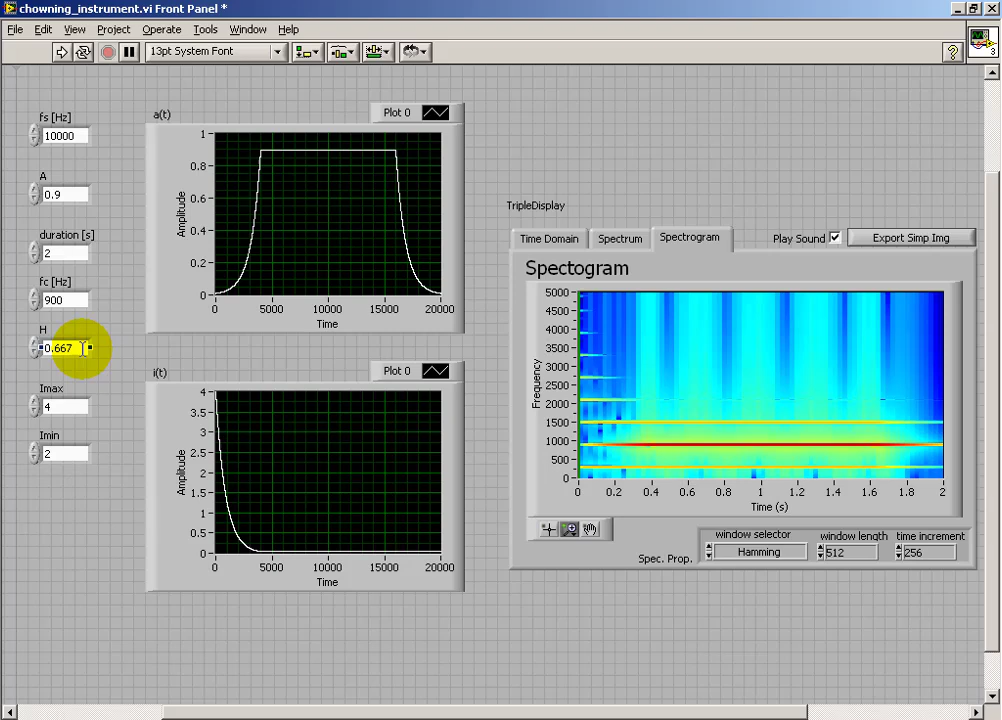 chowning_instrument.vi Front Panel *
File Edit View Project Operate Tools Window Help
13pt System Font
3
fs [Hz]
10000
A
0.9
duration [s]
2
fc [Hz]
900
H
0.667
Imax
4
Imin
2
a(t)
Plot 0
1
0.8
0.6
0.4
0.2
0
Amplitude
0 5000 10000 15000 20000
Time
i(t)
Plot 0
4
3.5
3
2.5
2
1.5
1
0.5
0
Amplitude
0 5000 10000 15000 20000
Time
TripleDisplay
Time Domain Spectrum Spectrogram
Play Sound
Export Simp Img
Spectogram
5000
4500
4000
3500
3000
2500
2000
1500
1000
500
0
Frequency
0 0.2 0.4 0.6 0.8 1 1.2 1.4 1.6 1.8 2
Time (s)
Spec. Prop.
window selector
Hamming
window length
512
time increment
256